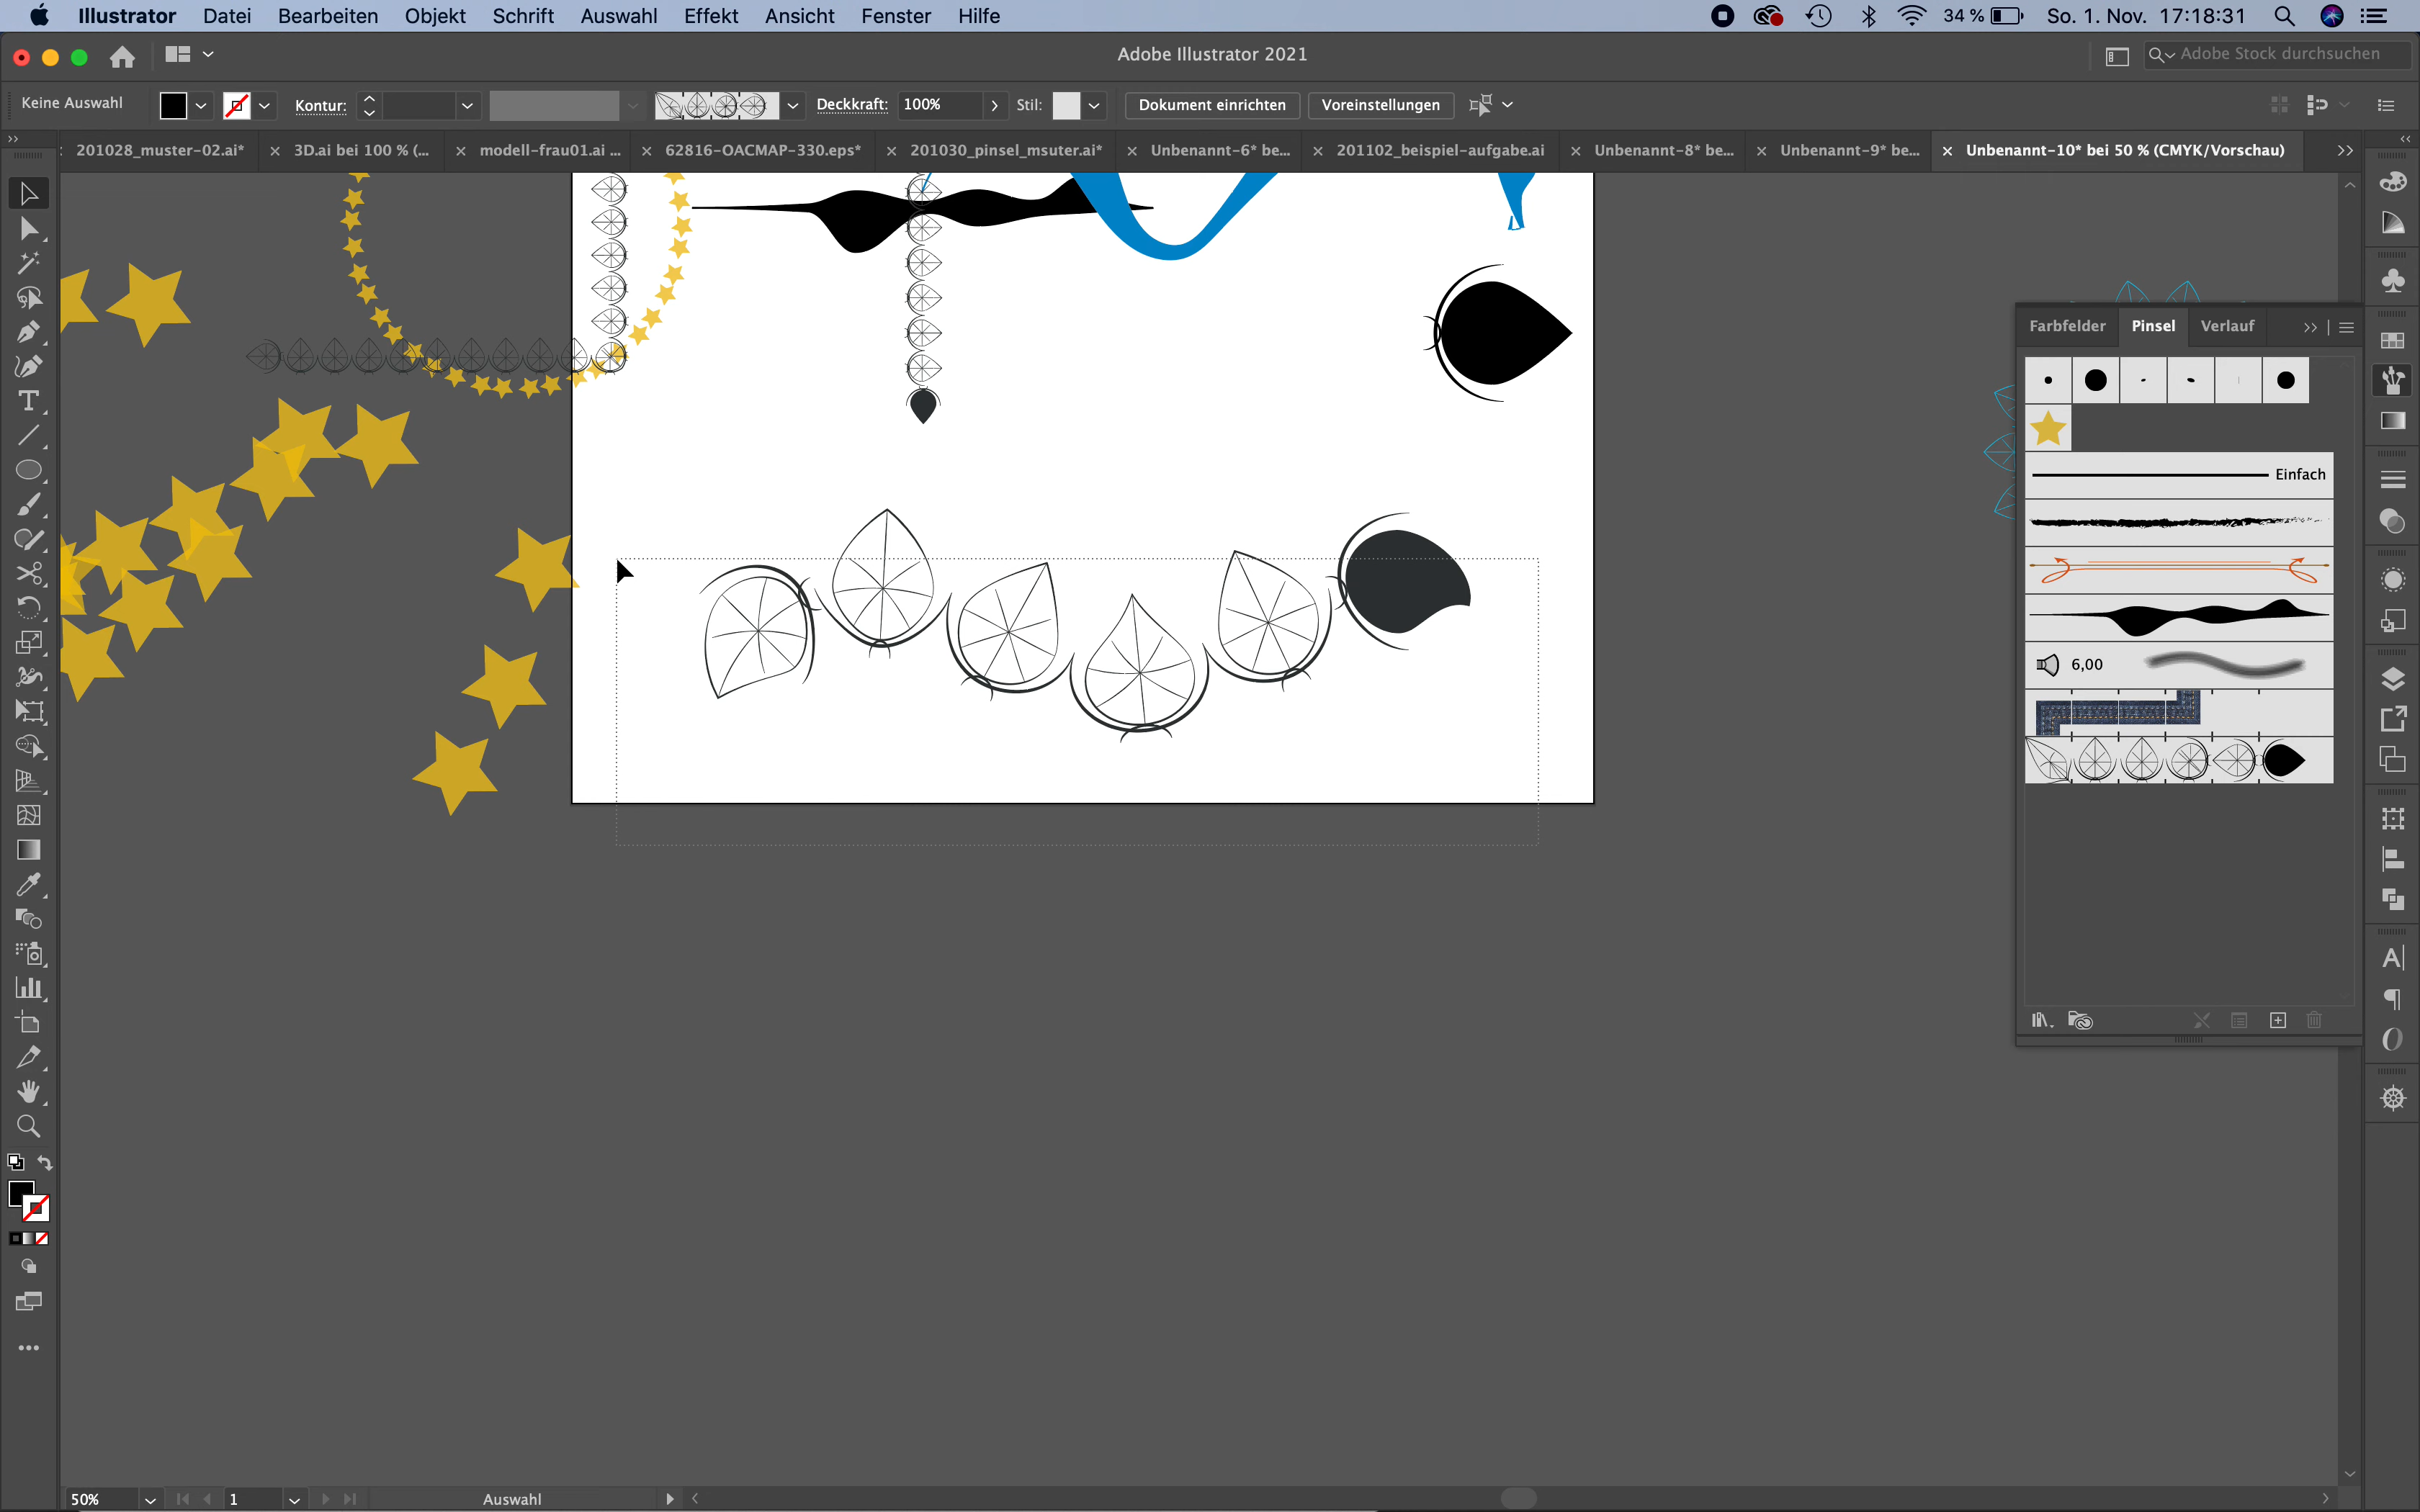 Illustrator Datei Bearbeiten Objekt Schrift Auswahl Effekt Ansicht Fenster Hilfe 34 % So. 1. Nov. 17:18:31
Adobe Illustrator 2021 Adobe Stock durchsuchen
Keine Auswahl Kontur: Deckkraft: 100% Stil: Dokument einrichten Voreinstellungen
201028_muster-02.ai* 3D.ai bei 100 % (... modell-frau01.ai ... 62816-OACMAP-330.eps* 201030_pinsel_msuter.ai* Unbenannt-6* be... 201102_beispiel-aufgabe.ai Unbenannt-8* be... Unbenannt-9* be... Unbenannt-10* bei 50 % (CMYK/Vorschau)
Farbfelder Pinsel Verlauf
Einfach
6,00
50% 1 Auswahl